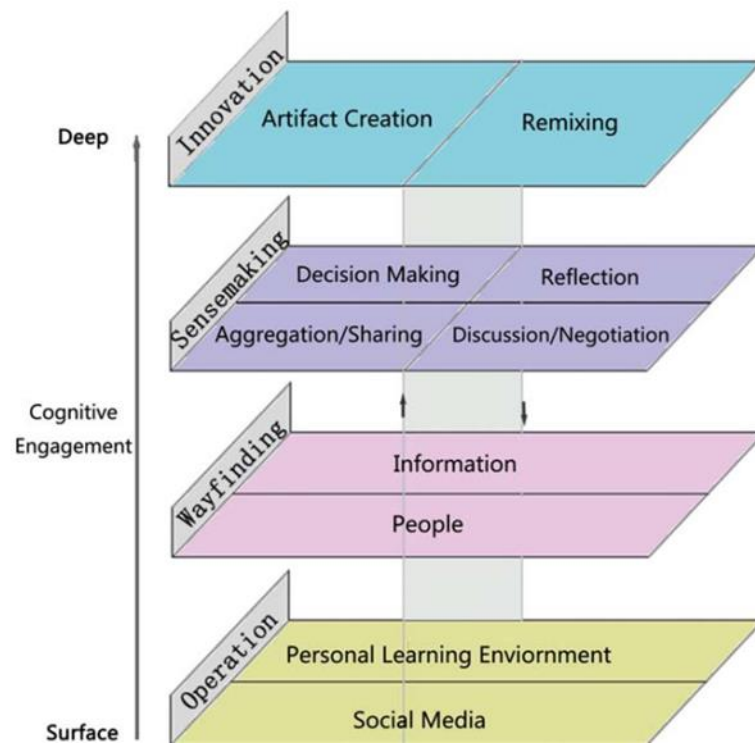 Innovation
Artifact Creation
Remixing
Deep
Sensemaking
Decision Making
Reflection
Aggregation/Sharing
Discussion/Negotiation
Cognitive
Engagement
Wayfinding
Information
People
Operation
Personal Learning Enviornment
Social Media
Surface